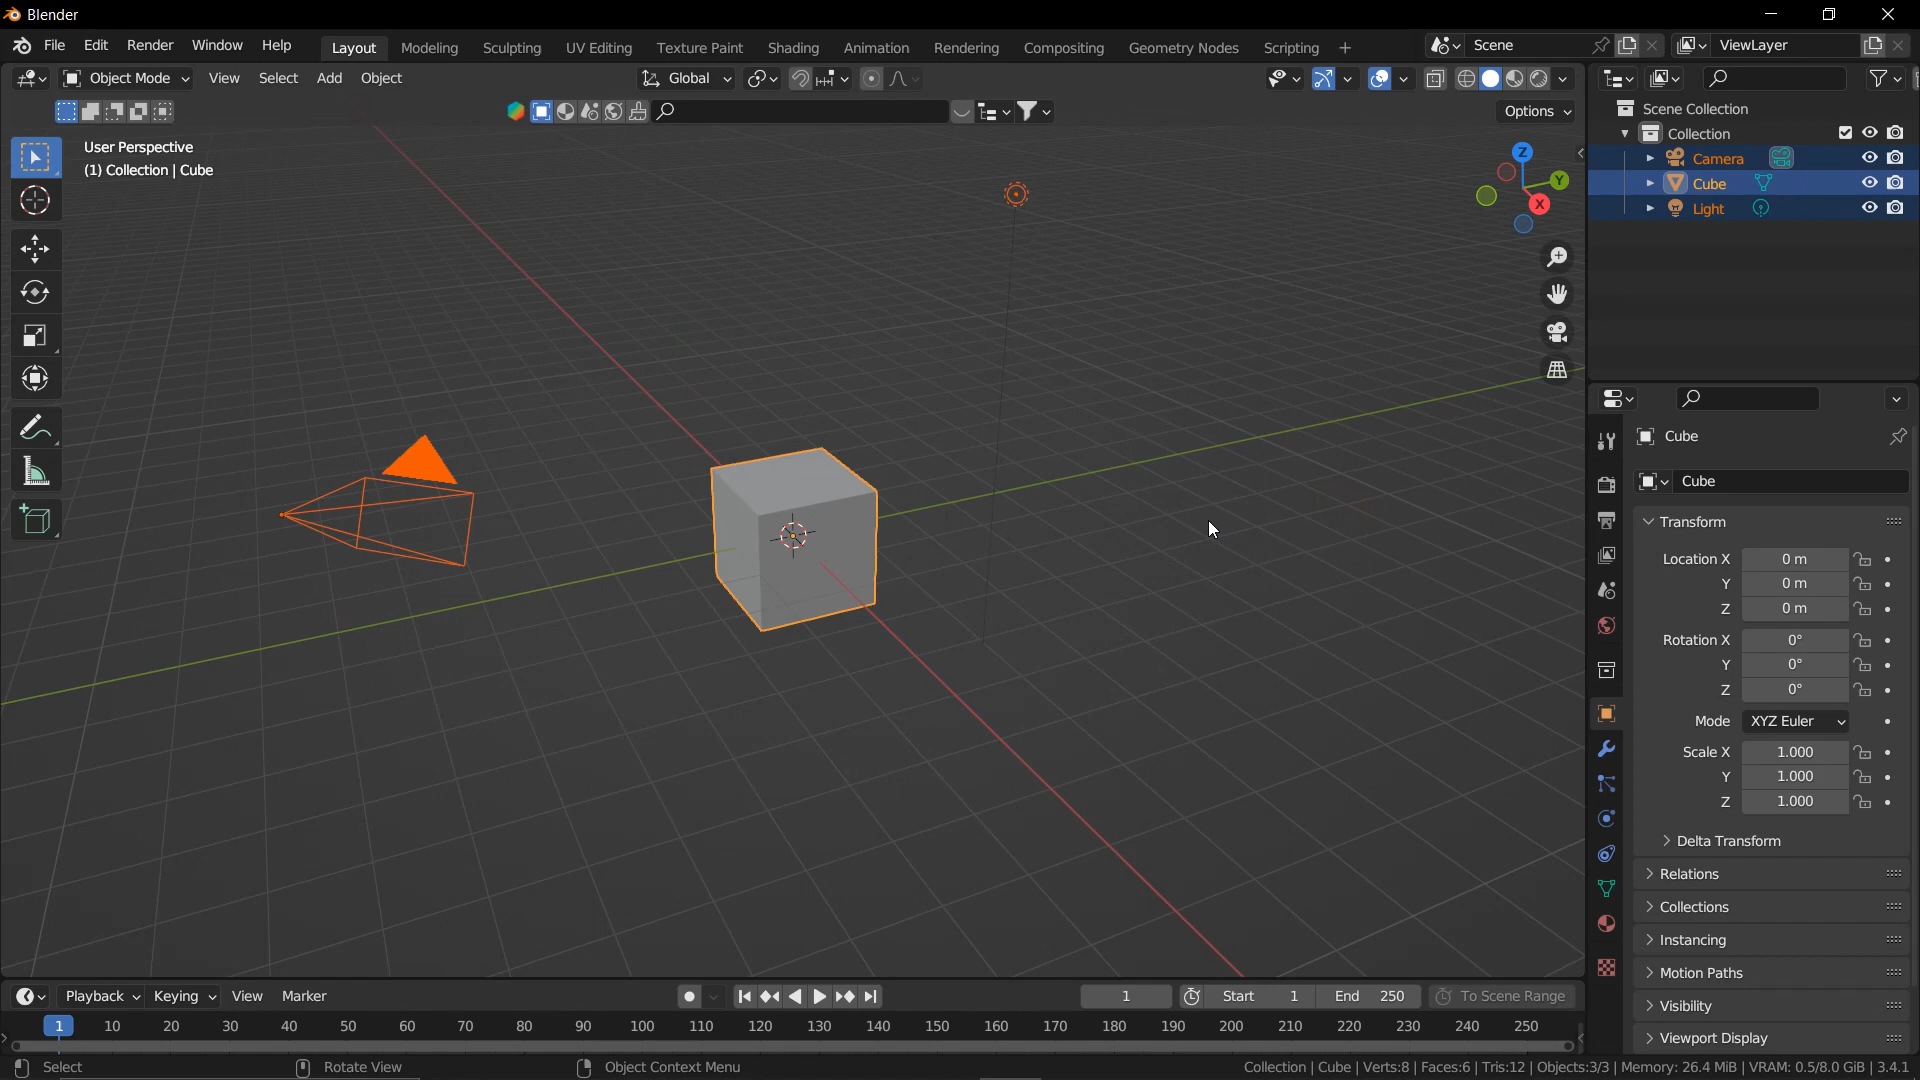 Blender
File Edit Render Window Help Layout Modeling Sculpting UV Editing Texture Paint Shading Animation Rendering Compositing Geometry Nodes Scripting + Scene ViewLayer
Object Mode View Select Add Object Global
Options
User Perspective
(1) Collection | Cube
Z
Y
X
Scene Collection
Collection
Camera
Cube
Light
Cube
Cube
Transform
Location X 0 m
Y 0 m
Z 0 m
Rotation X 0°
Y 0°
Z 0°
Mode XYZ Euler
Scale X 1.000
Y 1.000
Z 1.000
Delta Transform
Relations
Collections
Instancing
Motion Paths
Visibility
Viewport Display
Playback Keying View Marker 1 Start 1 End 250 To Scene Range
1 10 20 30 40 50 60 70 80 90 100 110 120 130 140 150 160 170 180 190 200 210 220 230 240 250
Select Rotate View Object Context Menu Collection | Cube | Verts:8 | Faces:6 | Tris:12 | Objects:3/3 | Memory: 26.4 MiB | VRAM: 0.5/8.0 GiB | 3.4.1